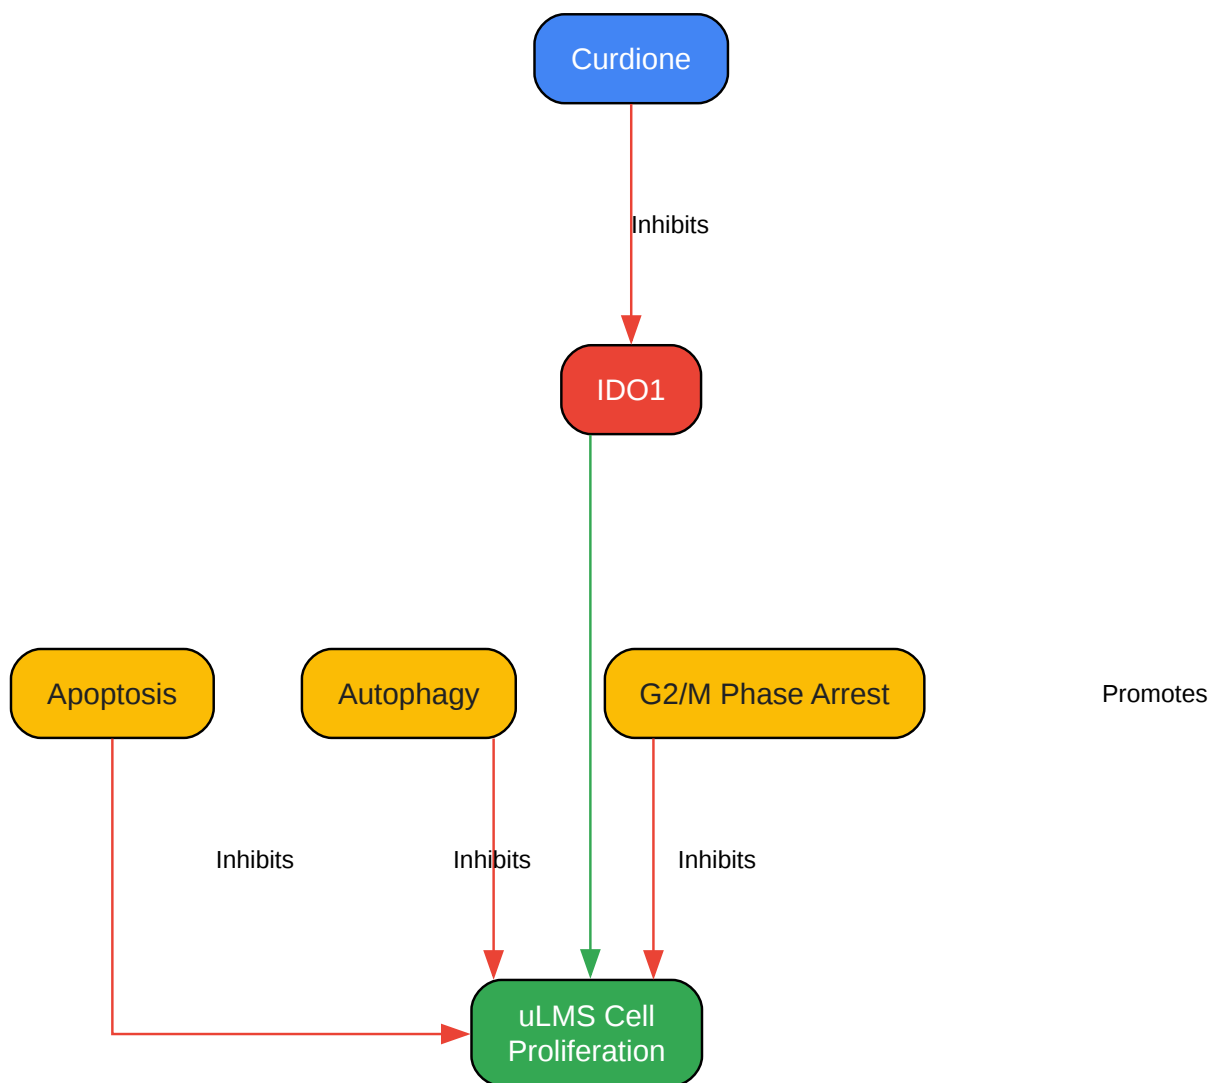 Curdione
Inhibits
IDO1
Apoptosis
Autophagy
G2/M Phase Arrest
Promotes
Inhibits
Inhibits
Inhibits
uLMS Cell
Proliferation